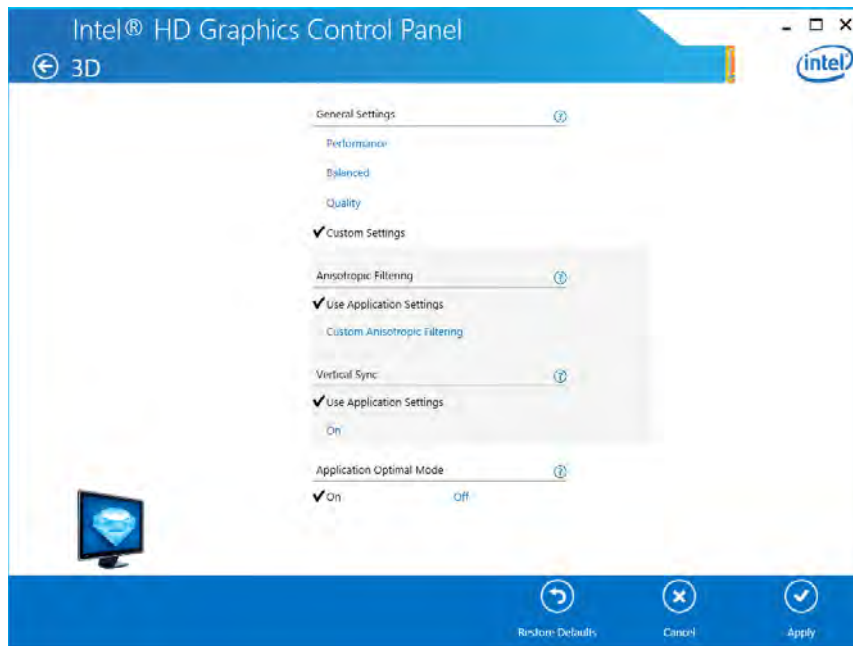 Intel® HD Graphics Control Panel
3D
intel
General Settings
Performance
Balanced
Quality
Custom Settings
Anisotropic Filtering
Use Application Settings
Custom Anisotropic Filtering
Vertical Sync
Use Application Settings
On
Application Optimal Mode
On Off
Restore Defaults Cancel Apply